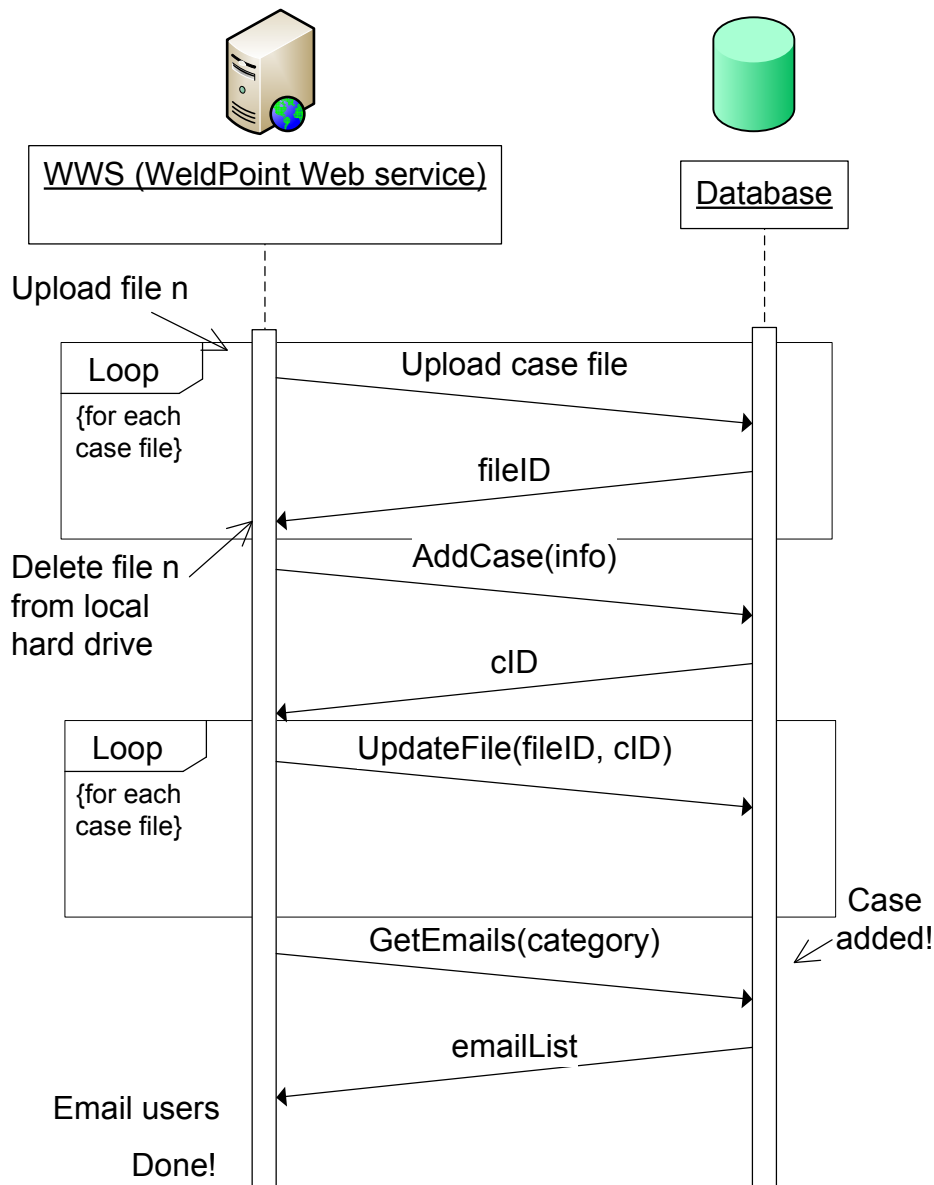 WWS (WeldPoint Web service)
Database
Upload file n
Loop
Upload case file
{for each
case file}
fileID
AddCase(info)
Delete file n
from local
hard drive
cID
Loop
UpdateFile(fileID, cID)
{for each
case file}
Case
added!
GetEmails(category)
emailList
Email users
Done!